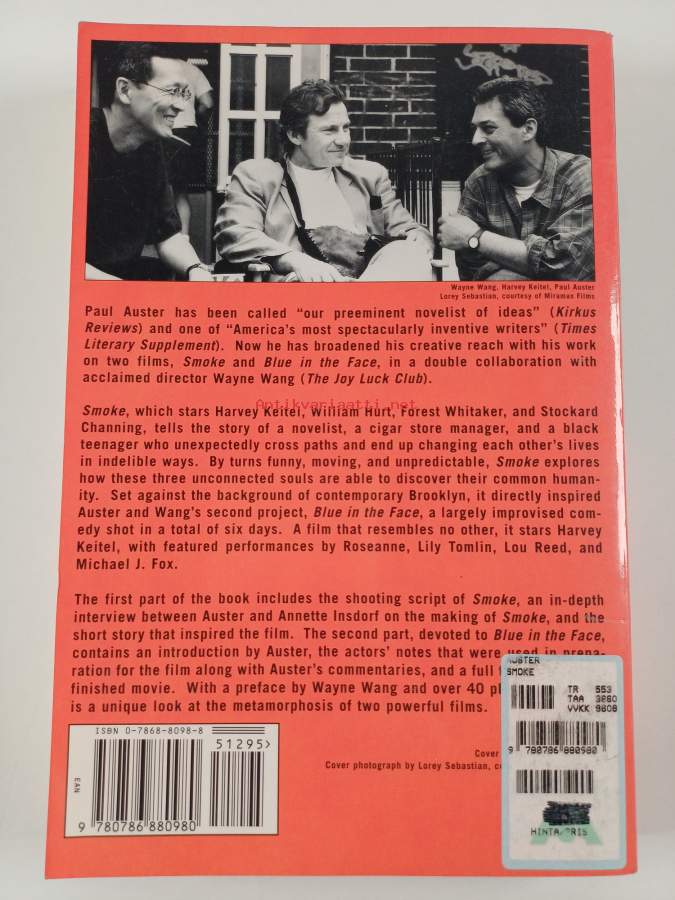 Wayne Wang, Harvey Keitel, Paul Auster
Lorey Sebastian, courtesy of Miramax Films
Paul Auster has been called “our preeminent novelist of ideas” (Kirkus
Reviews) and one of “America’s most spectacularly inventive writers” (Times
Literary Supplement). Now he has broadened his creative reach with his work
on two films, Smoke and Blue in the Face, in a double collaboration with
acclaimed director Wayne Wang (The Joy Luck Club).
Antikvariaatti.net
Smoke, which stars Harvey Keitel, William Hurt, Forest Whitaker, and Stockard
Channing, tells the story of a novelist, a cigar store manager, and a black
teenager who unexpectedly cross paths and end up changing each other’s lives
in indelible ways. By turns funny, moving, and unpredictable, Smoke explores
how these three unconnected souls are able to discover their common human-
ity. Set against the background of contemporary Brooklyn, it directly inspired
Auster and Wang’s second project, Blue in the Face, a largely improvised com-
edy shot in a total of six days. A film that resembles no other, it stars Harvey
Keitel, with featured performances by Roseanne, Lily Tomlin, Lou Reed, and
Michael J. Fox.
The first part of the book includes the shooting script of Smoke, an in-depth
interview between Auster and Annette Insdorf on the making of Smoke, and the
short story that inspired the film. The second part, devoted to Blue in the Face,
contains an introduction by Auster, the actors’ notes that were used in prepa-
ration for the film along with Auster’s commentaries, and a full
finished movie. With a preface by Wayne Wang and over 40
is a unique look at the metamorphosis of two powerful films.
AUSTER
SMOKE
TR 553
TAA 3860
VVKK 9808
9 780786 880980
HINTA/PRIS
ISBN 0-7868-8098-8
51295>
EAN
9 780786 880980
Cover
Cover photograph by Lorey Sebastian,